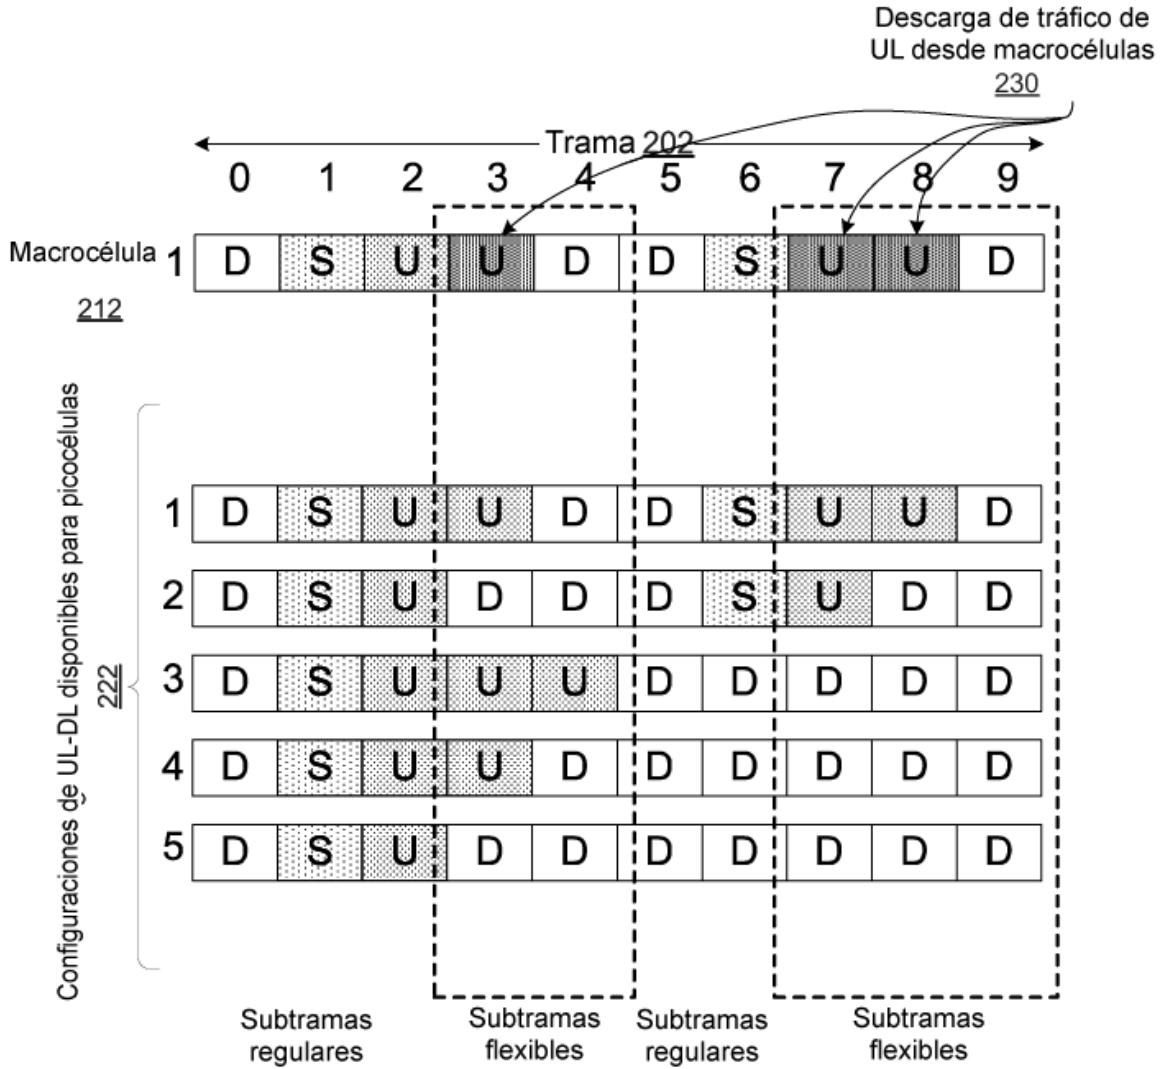 Descarga de tráfico de
UL desde macrocélulas
230
Trama 202
0 1 2 3 4 5 6 7 8 9
Macrocélula 1 D S U U D D S U U D
212
Configuraciones de UL-DL disponibles para picocélulas
222
1 D S U U D D S U U D
2 D S U D D D S U D D
3 D S U U U D D D D D
4 D S U U D D D D D D
5 D S U D D D D D D D
Subtramas
regulares
Subtramas
flexibles
Subtramas
regulares
Subtramas
flexibles